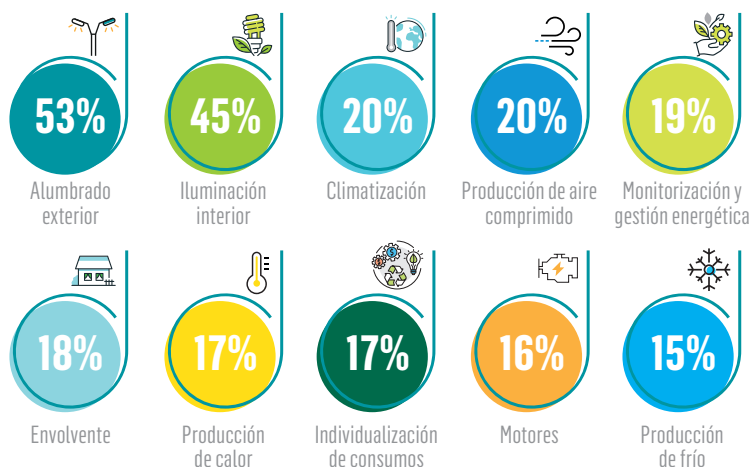 53%
Alumbrado
exterior
45%
Iluminación
interior
20%
Climatización
20%
Producción de aire
comprimido
19%
Monitorización y
gestión energética
18%
Envolvente
17%
Producción
de calor
17%
Individualización
de consumos
16%
Motores
15%
Producción
de frío